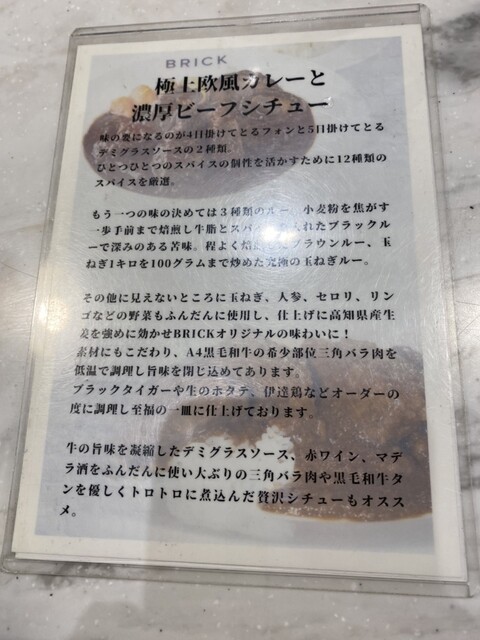 BRICK
極上欧風カレーと
濃厚ビーフシチュー
味の要になるのが4日掛けてとるフォンと5日掛けてとる
デミグラスソースの2種類。
ひとつひとつのスパイスの個性を活かすために12種類の
スパイスを厳選。
もう一つの味の決めては3種類のルー。小麦粉を焦がす
一歩手前まで焙煎し牛脂とスパ れたブラックル
ーで深みのある苦味。程よく焙 ブラウンルー、玉
ねぎ1キロを100グラムまで炒めた究極の玉ねぎルー。
その他に見えないところに玉ねぎ、人参、セロリ、リン
ゴなどの野菜もふんだんに使用し、仕上げに高知県産生
姜を強めに効かせBRICKオリジナルの味わいに！
素材にもこだわり、A4黒毛和牛の希少部位三角バラ肉を
低温で調理し旨味を閉じ込めてあります。
ブラックタイガーや生のホタテ、伊達鶏などオーダーの
度に調理し至福の一皿に仕上げております。
牛の旨味を凝縮したデミグラスソース、赤ワイン、マデ
ラ酒をふんだんに使い大ぶりの三角バラ肉や黒毛和牛タ
ンを優しくトロトロに煮込んだ贅沢シチューもオススメ
メ。